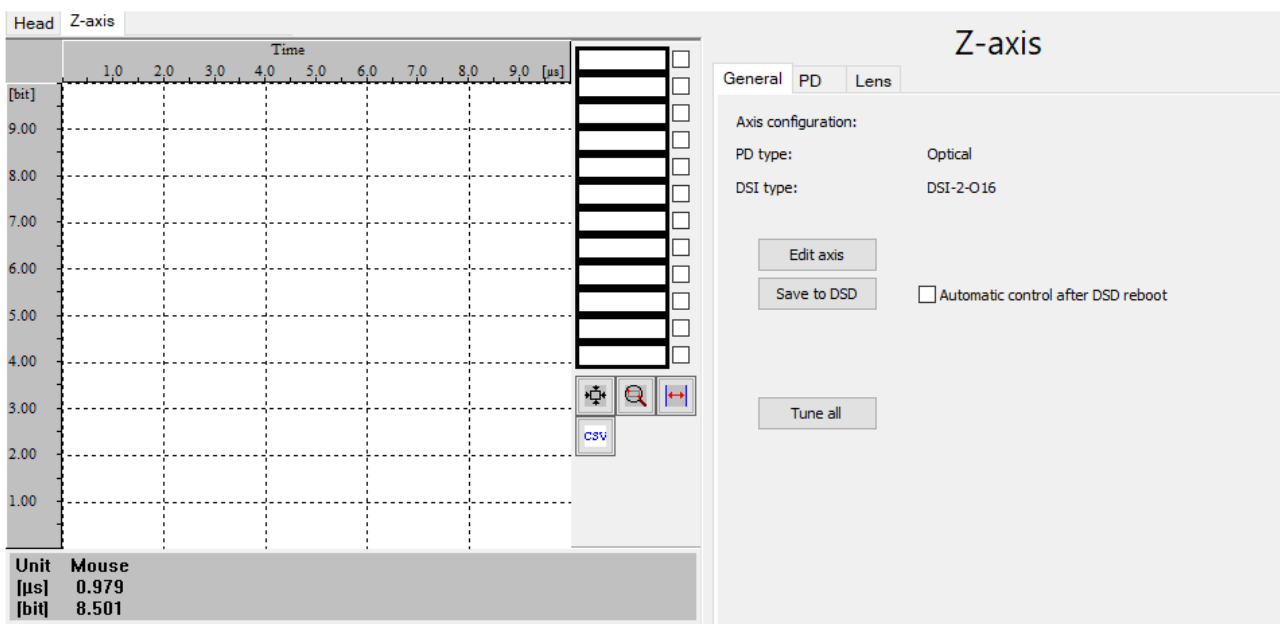 Head Z-axis
Time
1.0 2.0 3.0 4.0 5.0 6.0 7.0 8.0 9.0 [µs]
[bit]
9.00
8.00
7.00
6.00
5.00
4.00
3.00
2.00
1.00
CSV
Unit Mouse
[µs] 0.979
[bit] 8.501
Z-axis
General PD Lens
Axis configuration:
PD type: Optical
DSI type: DSI-2-O16
Edit axis
Save to DSD Automatic control after DSD reboot
Tune all